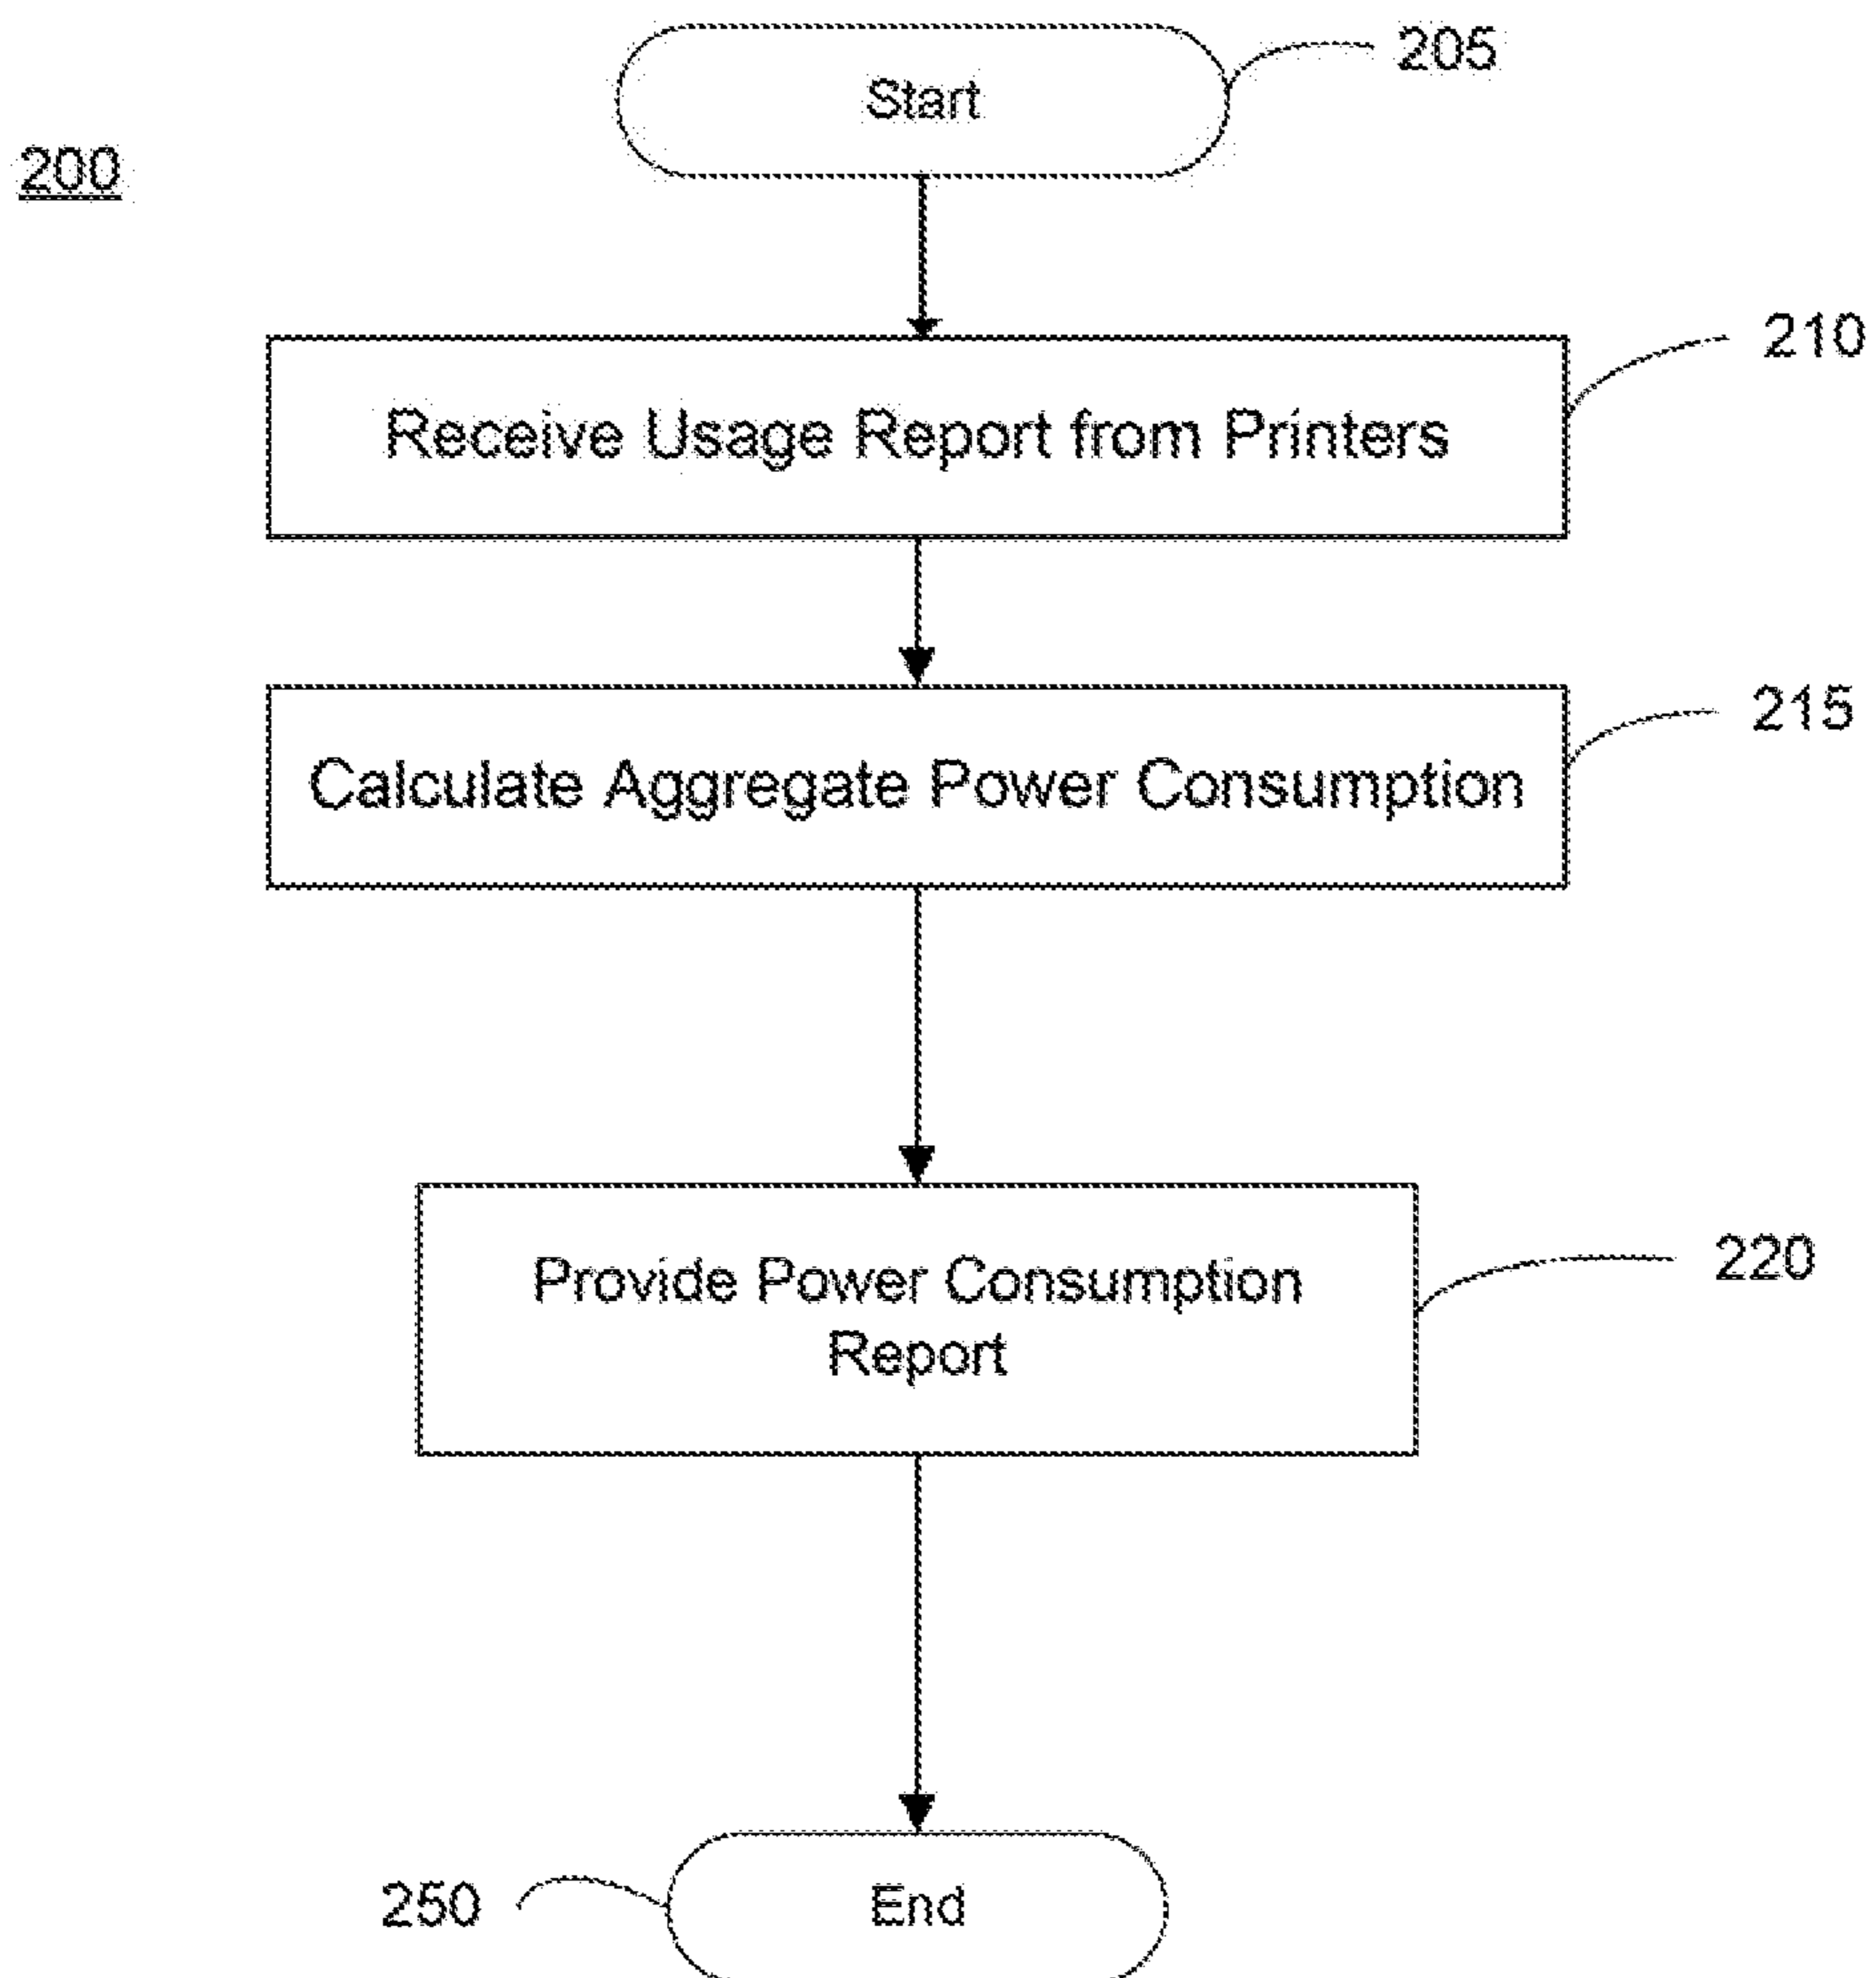 205
Start
200
210
Receive Usage Report from Printers
215
Calculate Aggregate Power Consumption
220
Provide Power Consumption
Report
250
End